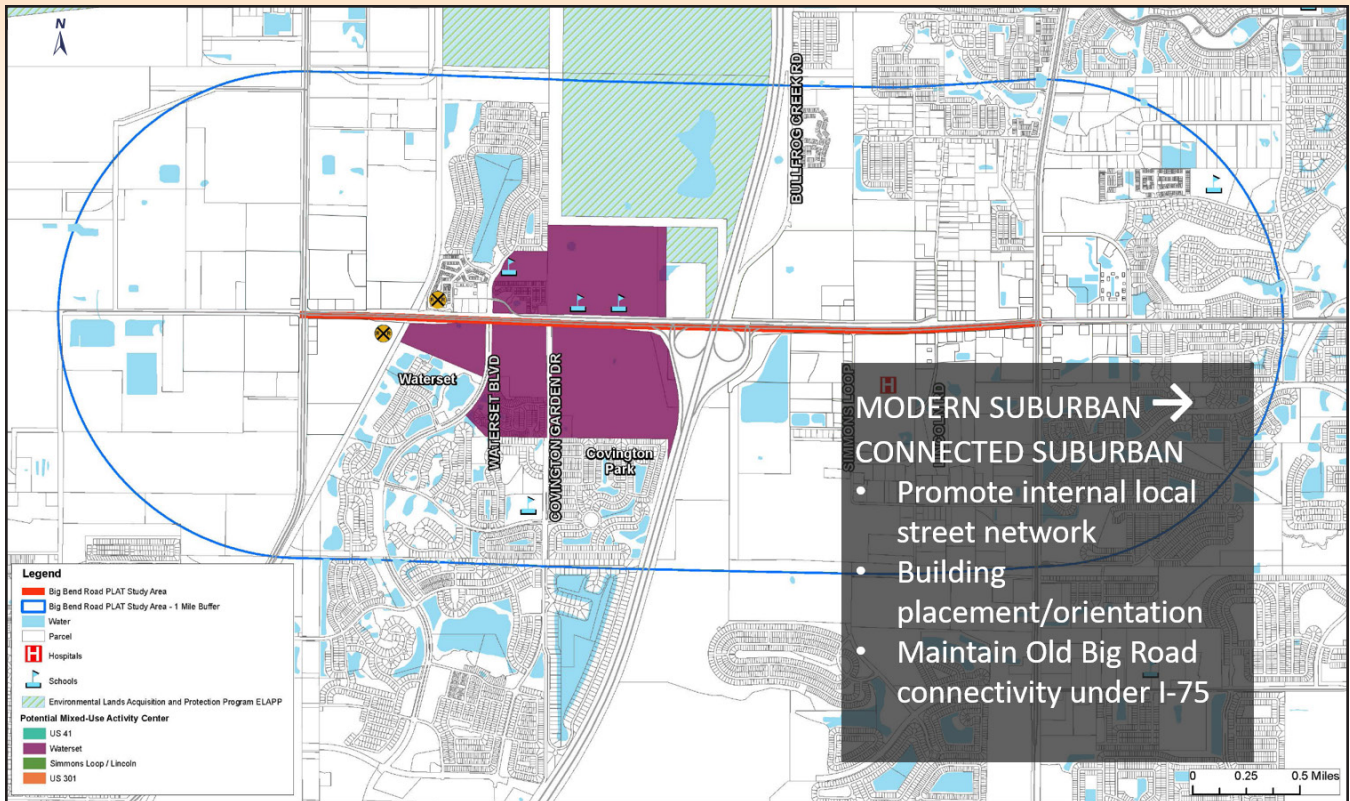 N
BULLFROG CREEK RD
Waterset
WATERSET BLVD
COVINGTON GARDEN DR
Covington
Park
SIMMONS LOOP
H
MODERN SUBURBAN →
CONNECTED SUBURBAN
• Promote internal local
street network
• Building
placement/orientation
• Maintain Old Big Road
connectivity under I-75
Legend
Big Bend Road PLAT Study Area
Big Bend Road PLAT Study Area - 1 Mile Buffer
Water
Parcel
H Hospitals
Schools
Environmental Lands Acquisition and Protection Program ELAPP
Potential Mixed-Use Activity Center
US 41
Waterset
Simmons Loop / Lincoln
US 301
0 0.25 0.5 Miles